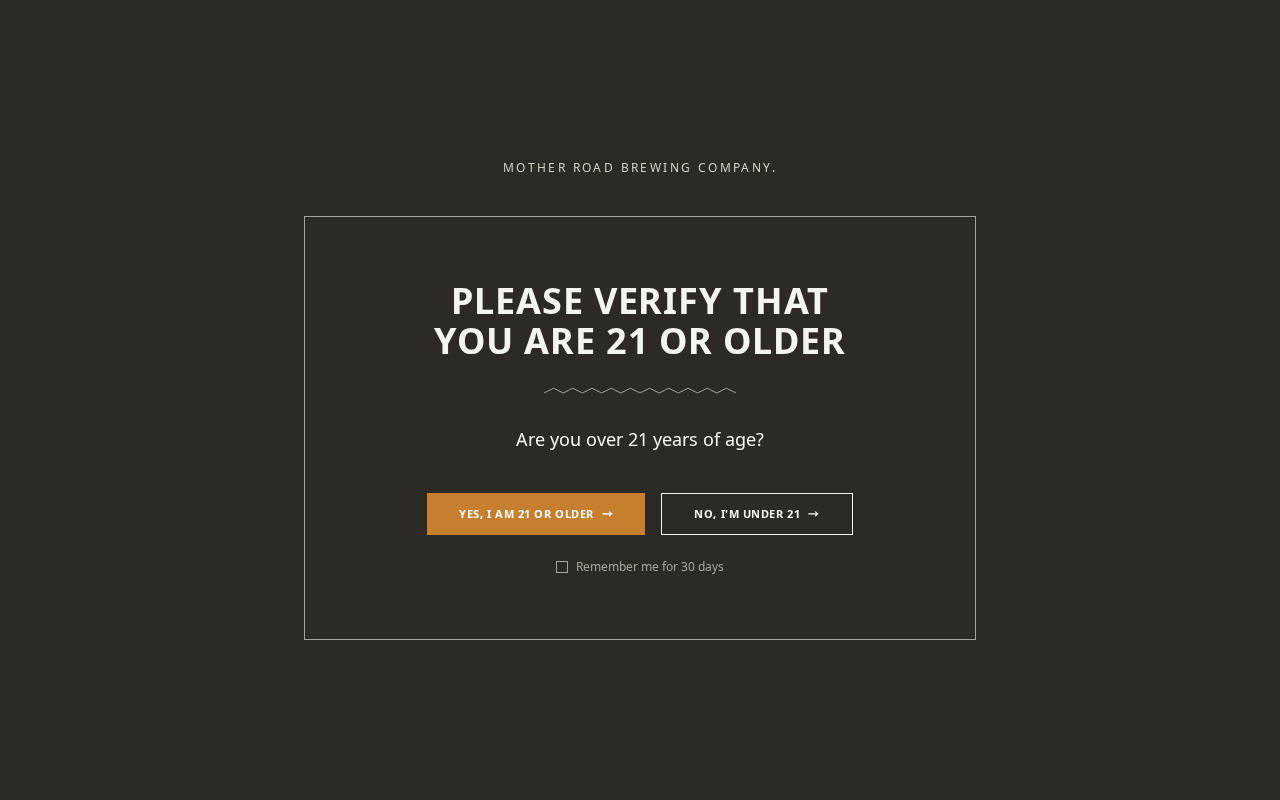 MOTHER ROAD BREWING COMPANY.
PLEASE VERIFY THAT
YOU ARE 21 OR OLDER
Are you over 21 years of age?
YES, I AM 21 OR OLDER →
NO, I'M UNDER 21 →
Remember me for 30 days